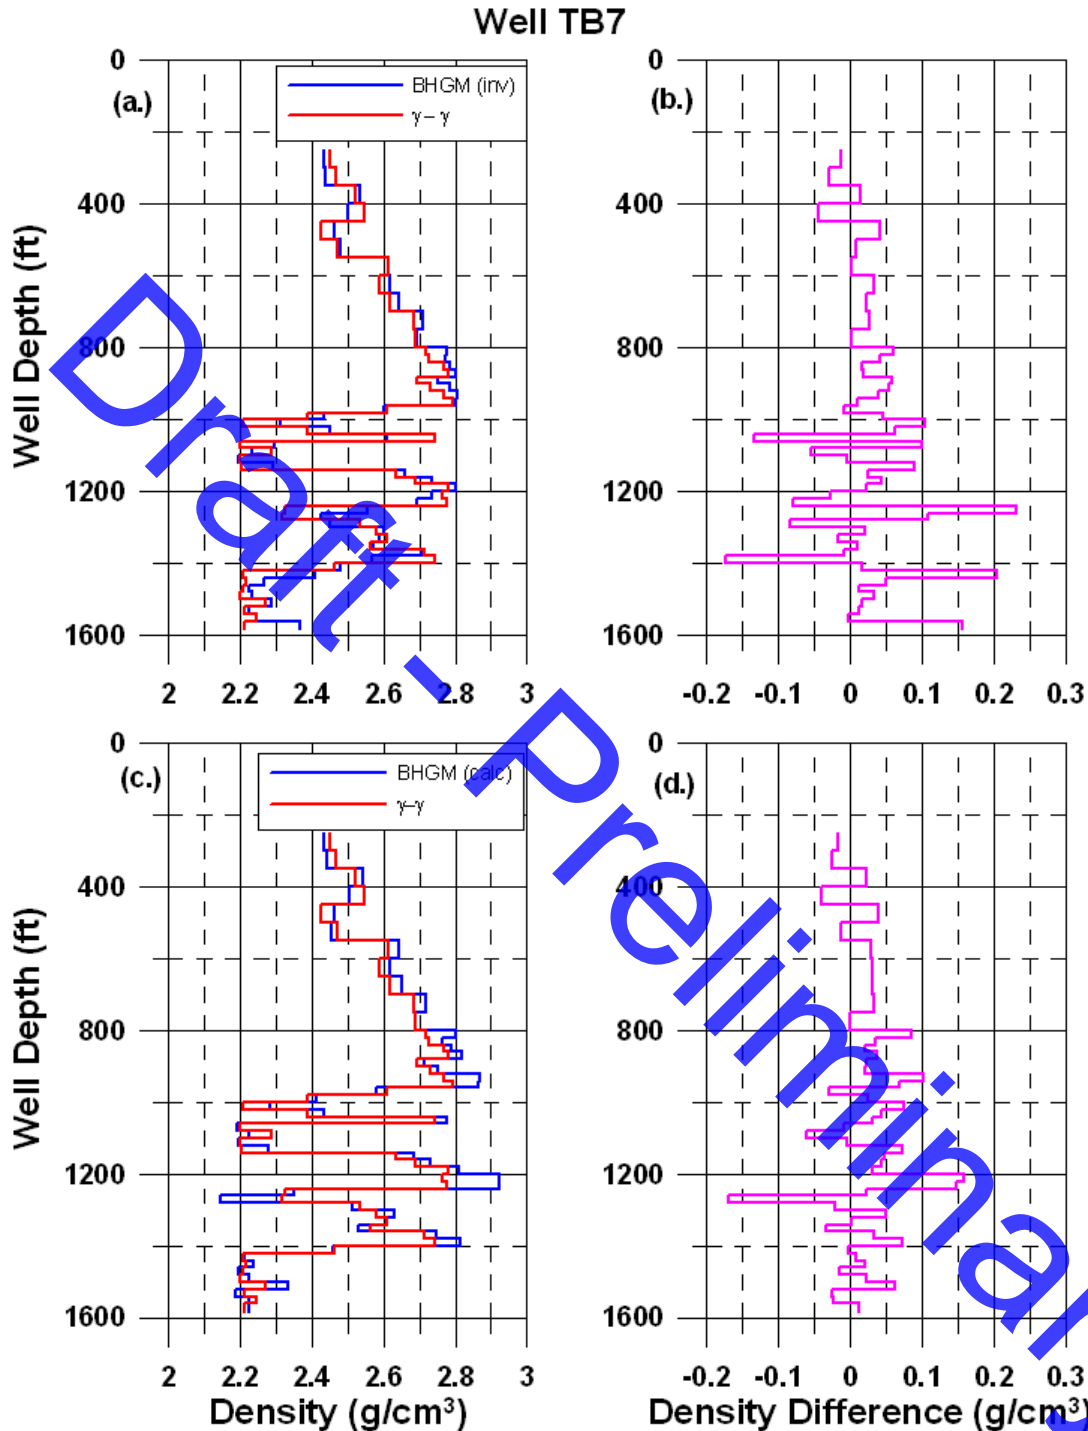 Well TB7
(a.)
BHGM (inv)
γ – γ
(b.)
0
400
800
1200
1600
Well Depth (ft)
2 2.2 2.4 2.6 2.8 3
0
400
800
1200
1600
-0.2 -0.1 0 0.1 0.2 0.3
(c.)
BHGM (calc)
γ–γ
(d.)
0
400
800
1200
1600
Well Depth (ft)
2 2.2 2.4 2.6 2.8 3
Density (g/cm³)
0
400
800
1200
1600
-0.2 -0.1 0 0.1 0.2 0.3
Density Difference (g/cm³)
Draft - Preliminar